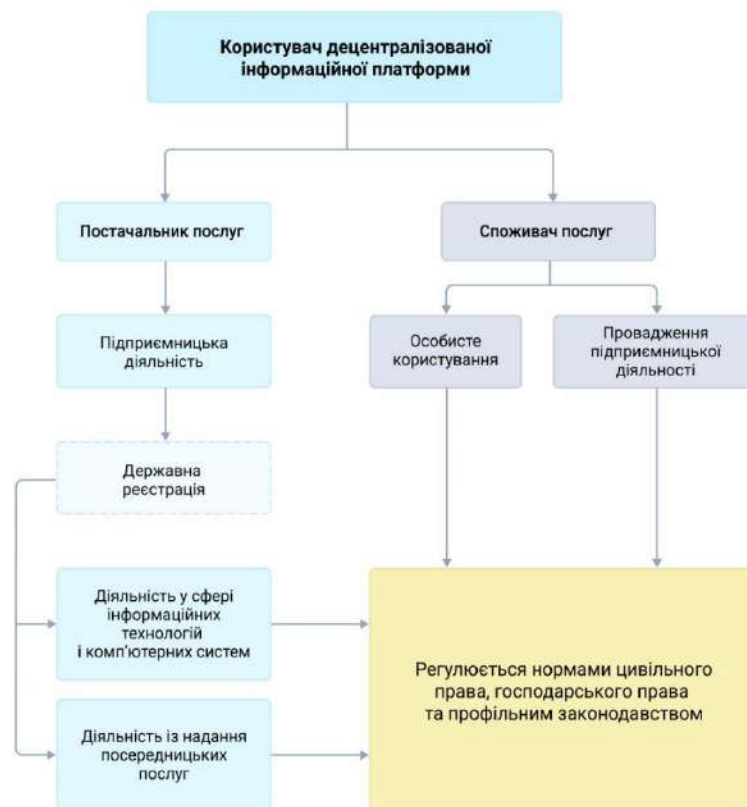 Користувач децентралізованої
інформаційної платформи
Постачальник послуг
Споживач послуг
Підприємницька
діяльність
Особисте
користування
Провадження
підприємницької
діяльності
Державна
реєстрація
Діяльність у сфері
інформаційних
технологій
і комп'ютерних систем
Регулюється нормами цивільного
права, господарського права
та профільним законодавством
Діяльність із надання
посередницьких
послуг